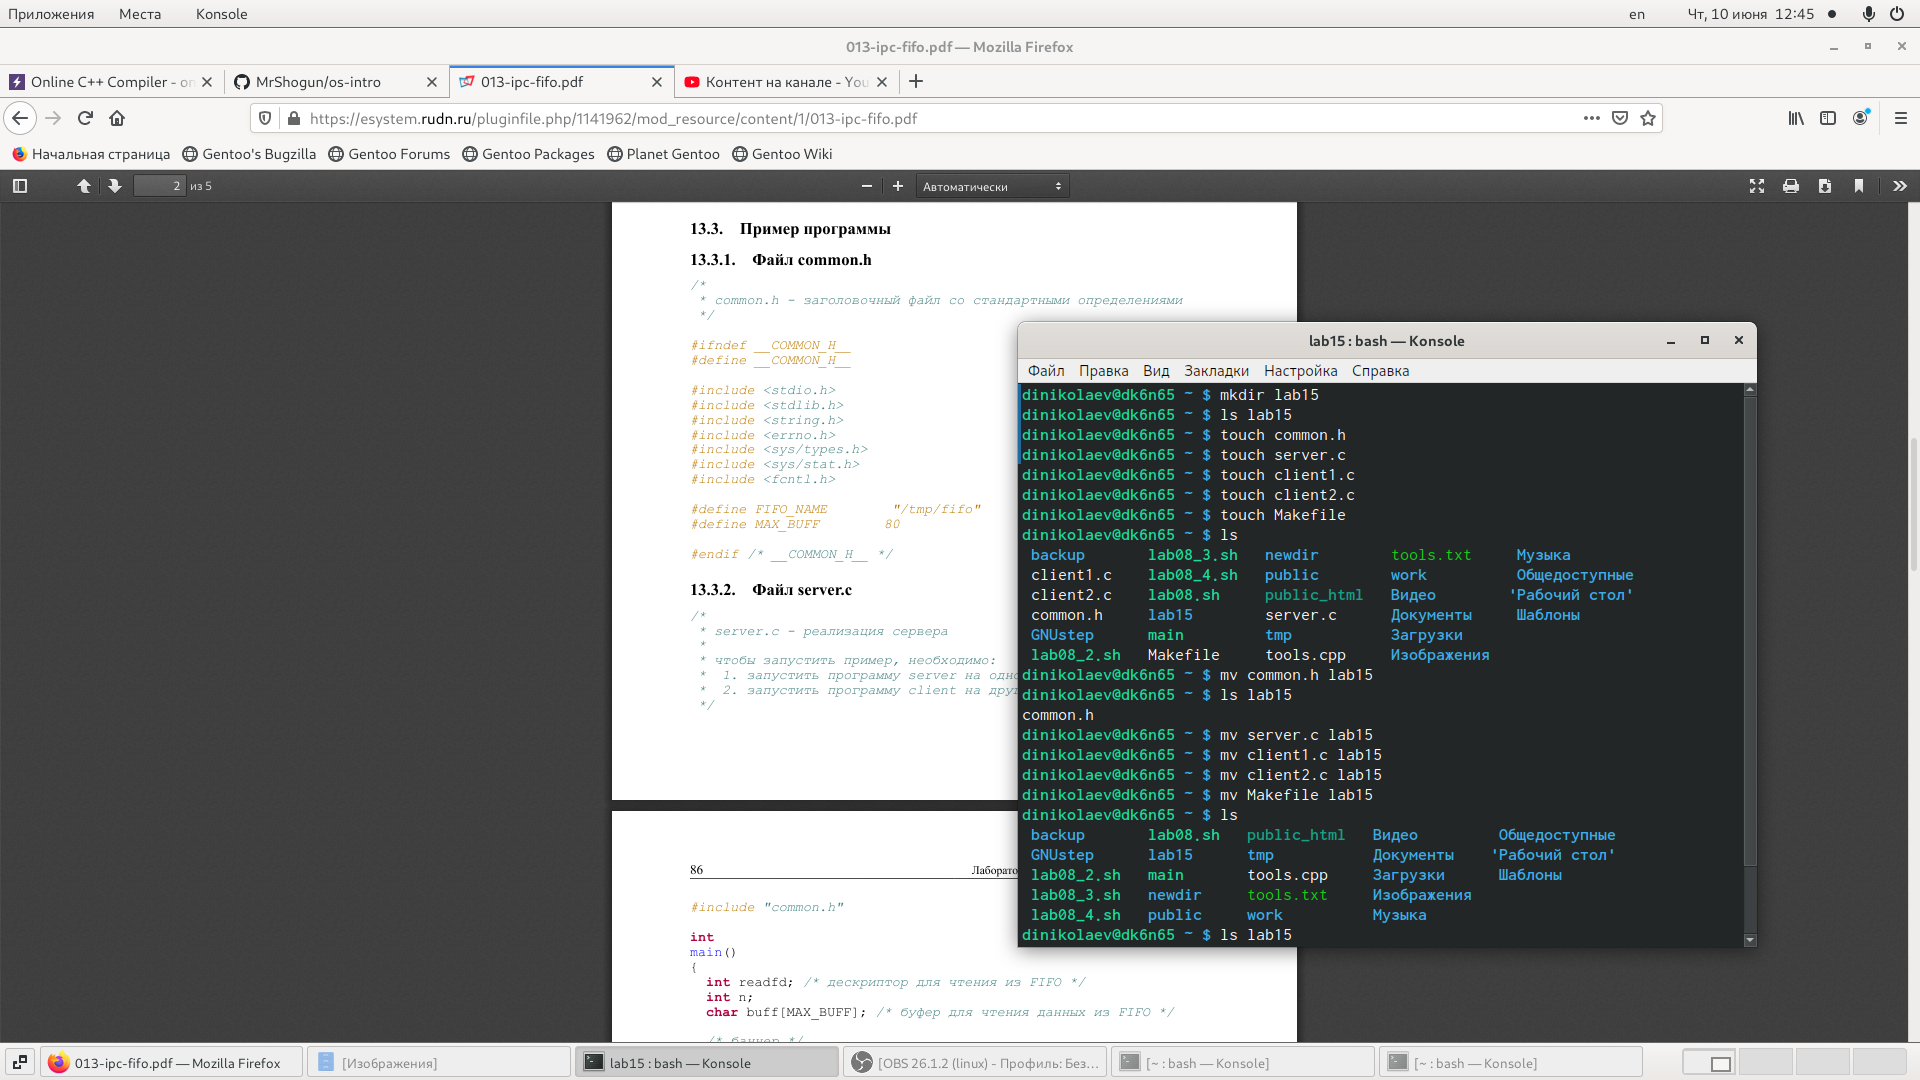 Приложения Места Konsole en Чт, 10 июня 12:45
013-ipc-fifo.pdf — Mozilla Firefox
Online C++ Compiler - on MrShogun/os-intro 013-ipc-fifo.pdf Контент на канале - You
https://esystem.rudn.ru/pluginfile.php/1141962/mod_resource/content/1/013-ipc-fifo.pdf
Начальная страница Gentoo's Bugzilla Gentoo Forums Gentoo Packages Planet Gentoo Gentoo Wiki
2 из 5 Автоматически
13.3. Пример программы
13.3.1. Файл common.h
/*
* common.h - заголовочный файл со стандартными определениями
*/
#ifndef __COMMON_H__
#define __COMMON_H__
#include <stdio.h>
#include <stdlib.h>
#include <string.h>
#include <errno.h>
#include <sys/types.h>
#include <sys/stat.h>
#include <fcntl.h>
#define FIFO_NAME "/tmp/fifo"
#define MAX_BUFF 80
#endif /* __COMMON_H__ */
13.3.2. Файл server.c
/*
* server.c - реализация сервера
*
* чтобы запустить пример, необходимо:
* 1. запустить программу server на одно
* 2. запустить программу client на дру
*/
86 Лаборато
#include "common.h"
int
main()
{
int readfd; /* дескриптор для чтения из FIFO */
int n;
char buff[MAX_BUFF]; /* буфер для чтения данных из FIFO */
/* баннер */
lab15 : bash — Konsole
Файл Правка Вид Закладки Настройка Справка
dinikolaev@dk6n65 ~ $ mkdir lab15
dinikolaev@dk6n65 ~ $ ls lab15
dinikolaev@dk6n65 ~ $ touch common.h
dinikolaev@dk6n65 ~ $ touch server.c
dinikolaev@dk6n65 ~ $ touch client1.c
dinikolaev@dk6n65 ~ $ touch client2.c
dinikolaev@dk6n65 ~ $ touch Makefile
dinikolaev@dk6n65 ~ $ ls
backup lab08_3.sh newdir tools.txt Музыка
client1.c lab08_4.sh public work Общедоступные
client2.c lab08.sh public_html Видео 'Рабочий стол'
common.h lab15 server.c Документы Шаблоны
GNUstep main tmp Загрузки
lab08_2.sh Makefile tools.cpp Изображения
dinikolaev@dk6n65 ~ $ mv common.h lab15
dinikolaev@dk6n65 ~ $ ls lab15
common.h
dinikolaev@dk6n65 ~ $ mv server.c lab15
dinikolaev@dk6n65 ~ $ mv client1.c lab15
dinikolaev@dk6n65 ~ $ mv client2.c lab15
dinikolaev@dk6n65 ~ $ mv Makefile lab15
dinikolaev@dk6n65 ~ $ ls
backup lab08.sh public_html Видео Общедоступные
GNUstep lab15 tmp Документы 'Рабочий стол'
lab08_2.sh main tools.cpp Загрузки Шаблоны
lab08_3.sh newdir tools.txt Изображения
lab08_4.sh public work Музыка
dinikolaev@dk6n65 ~ $ ls lab15
013-ipc-fifo.pdf — Mozilla Firefox [Изображения] lab15 : bash — Konsole [OBS 26.1.2 (linux) - Профиль: Без... [~ : bash — Konsole] [~ : bash — Konsole]